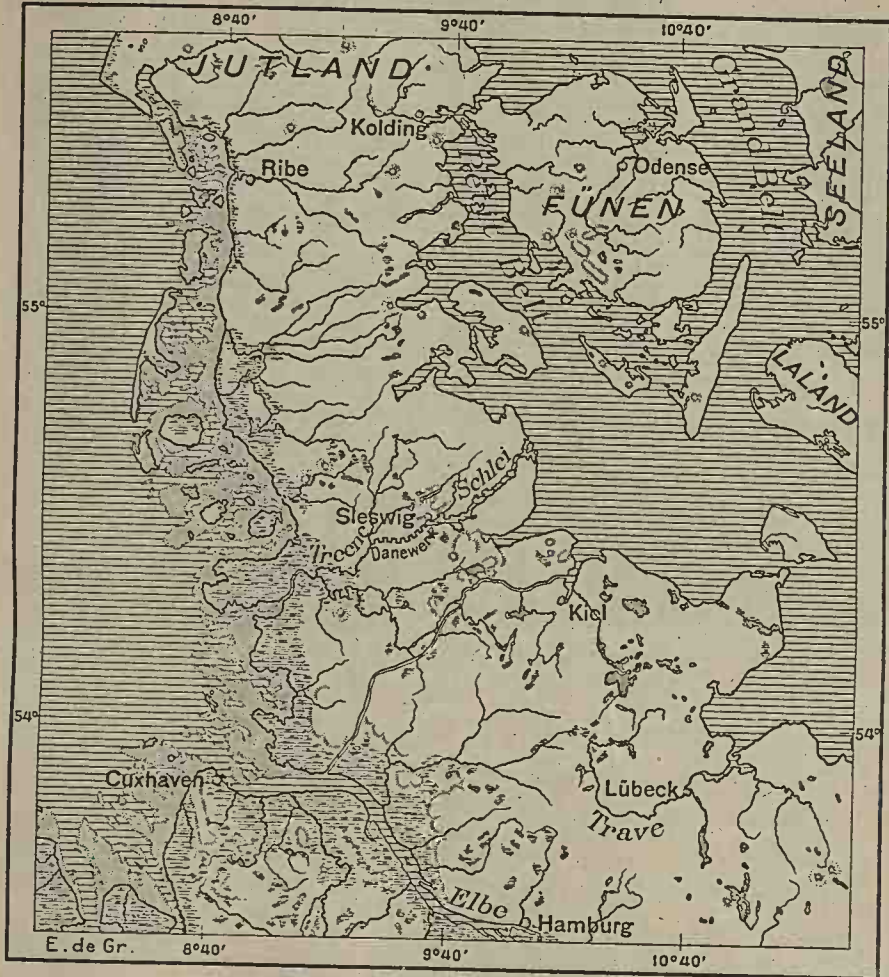 8°40'
9°40'
10°40'
JUTLAND
Grand Belt
SEELAND
Kolding
Ribe
Odense
FÜNEN
Petit Belt
55°
55°
LALAND
Schlei
Sleswig
Treene
Danewerk
Kiel
54°
54°
Cuxhaven
Lübeck
Trave
Elbe
Hamburg
E. de Gr.
8°40'
9°40'
10°40'